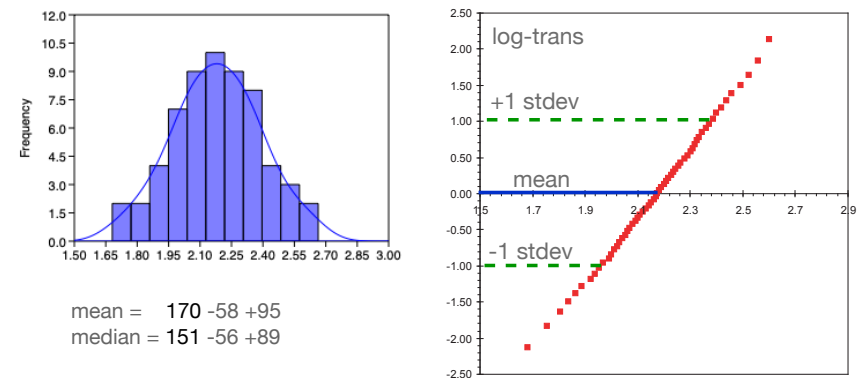 12.0
10.5
9.0
7.5
6.0
4.5
3.0
1.5
0.0
Frequency
1.50 1.65 1.80 1.95 2.10 2.25 2.40 2.55 2.70 2.85 3.00
mean = 170 -58 +95
median = 151 -56 +89
2.50
2.00
1.50
1.00
0.50
0.00
-0.50
-1.00
-1.50
-2.00
-2.50
log-trans
+1 stdev
mean
1.5 1.7 1.9 2.1 2.3 2.5 2.7 2.9
-1 stdev